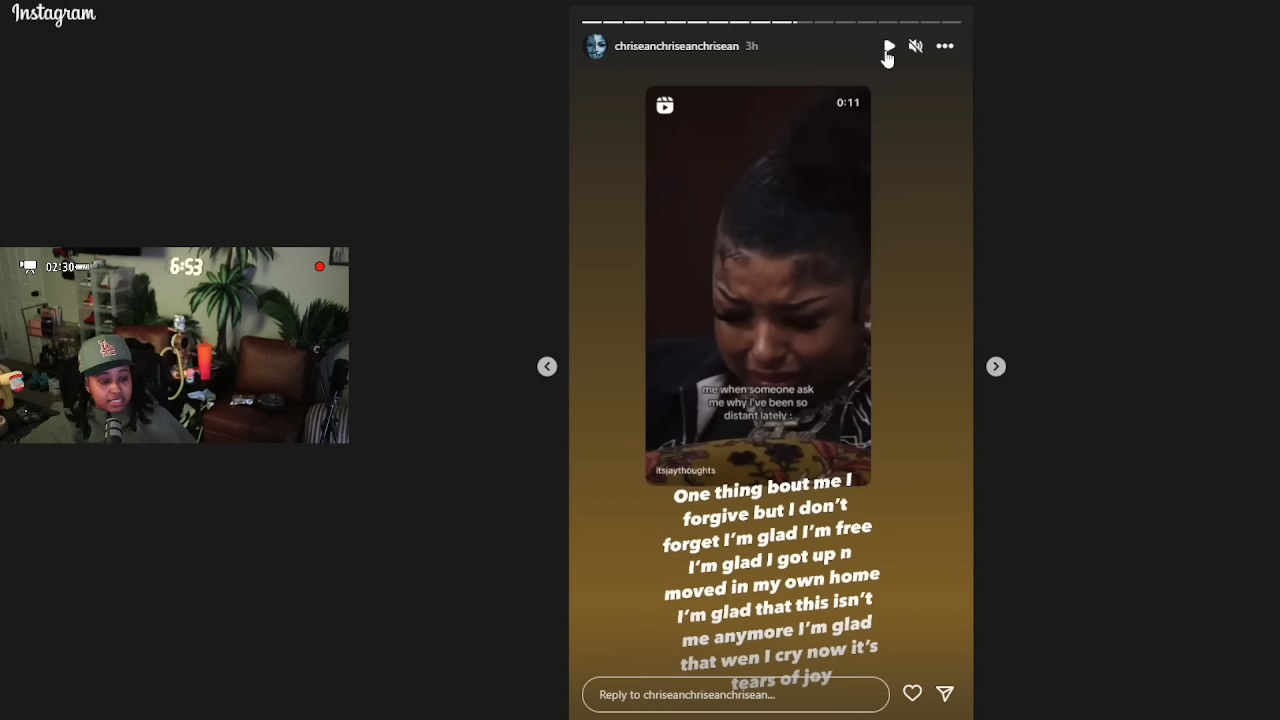 Instagram
chriseanchriseanchrisean 3h
0:11
02:30
6:53
me when someone ask
me why I've been so
distant lately :
itsjaythoughts
One thing bout me I
forgive but I don't
forget I'm glad I'm free
I'm glad I got up n
moved in my own home
I'm glad that this isn't
me anymore I'm glad
that wen I cry now it's
tears of joy
Reply to chriseanchriseanchrisean...